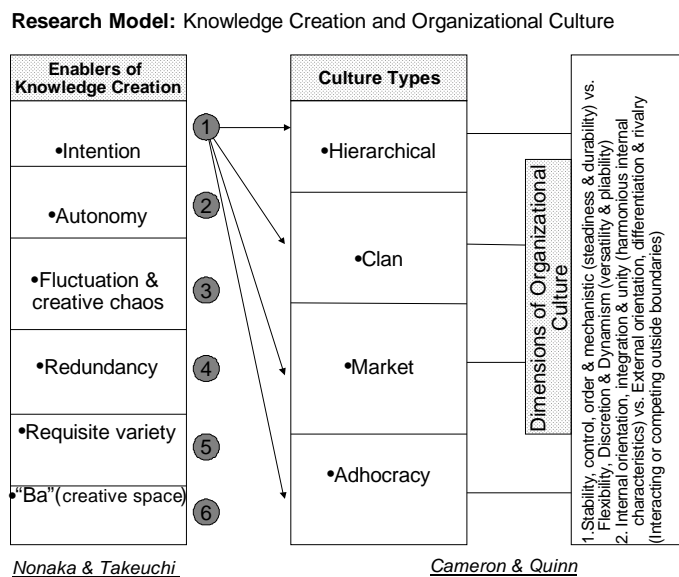 Research Model: Knowledge Creation and Organizational Culture
Enablers of
Knowledge Creation
•Intention
•Autonomy
•Fluctuation &
creative chaos
•Redundancy
•Requisite variety
•“Ba”(creative space)
1
2
3
4
5
6
Culture Types
•Hierarchical
•Clan
•Market
•Adhocracy
Dimensions of Organizational
Culture
1.Stability, control, order & mechanistic (steadiness & durability) vs.
Flexibility, Discretion & Dynamism (versatility & pliability)
2. Internal orientation, integration & unity (harmonious internal
characteristics) vs. External orientation, differentiation & rivalry
(Interacting or competing outside boundaries)
Nonaka & Takeuchi
Cameron & Quinn